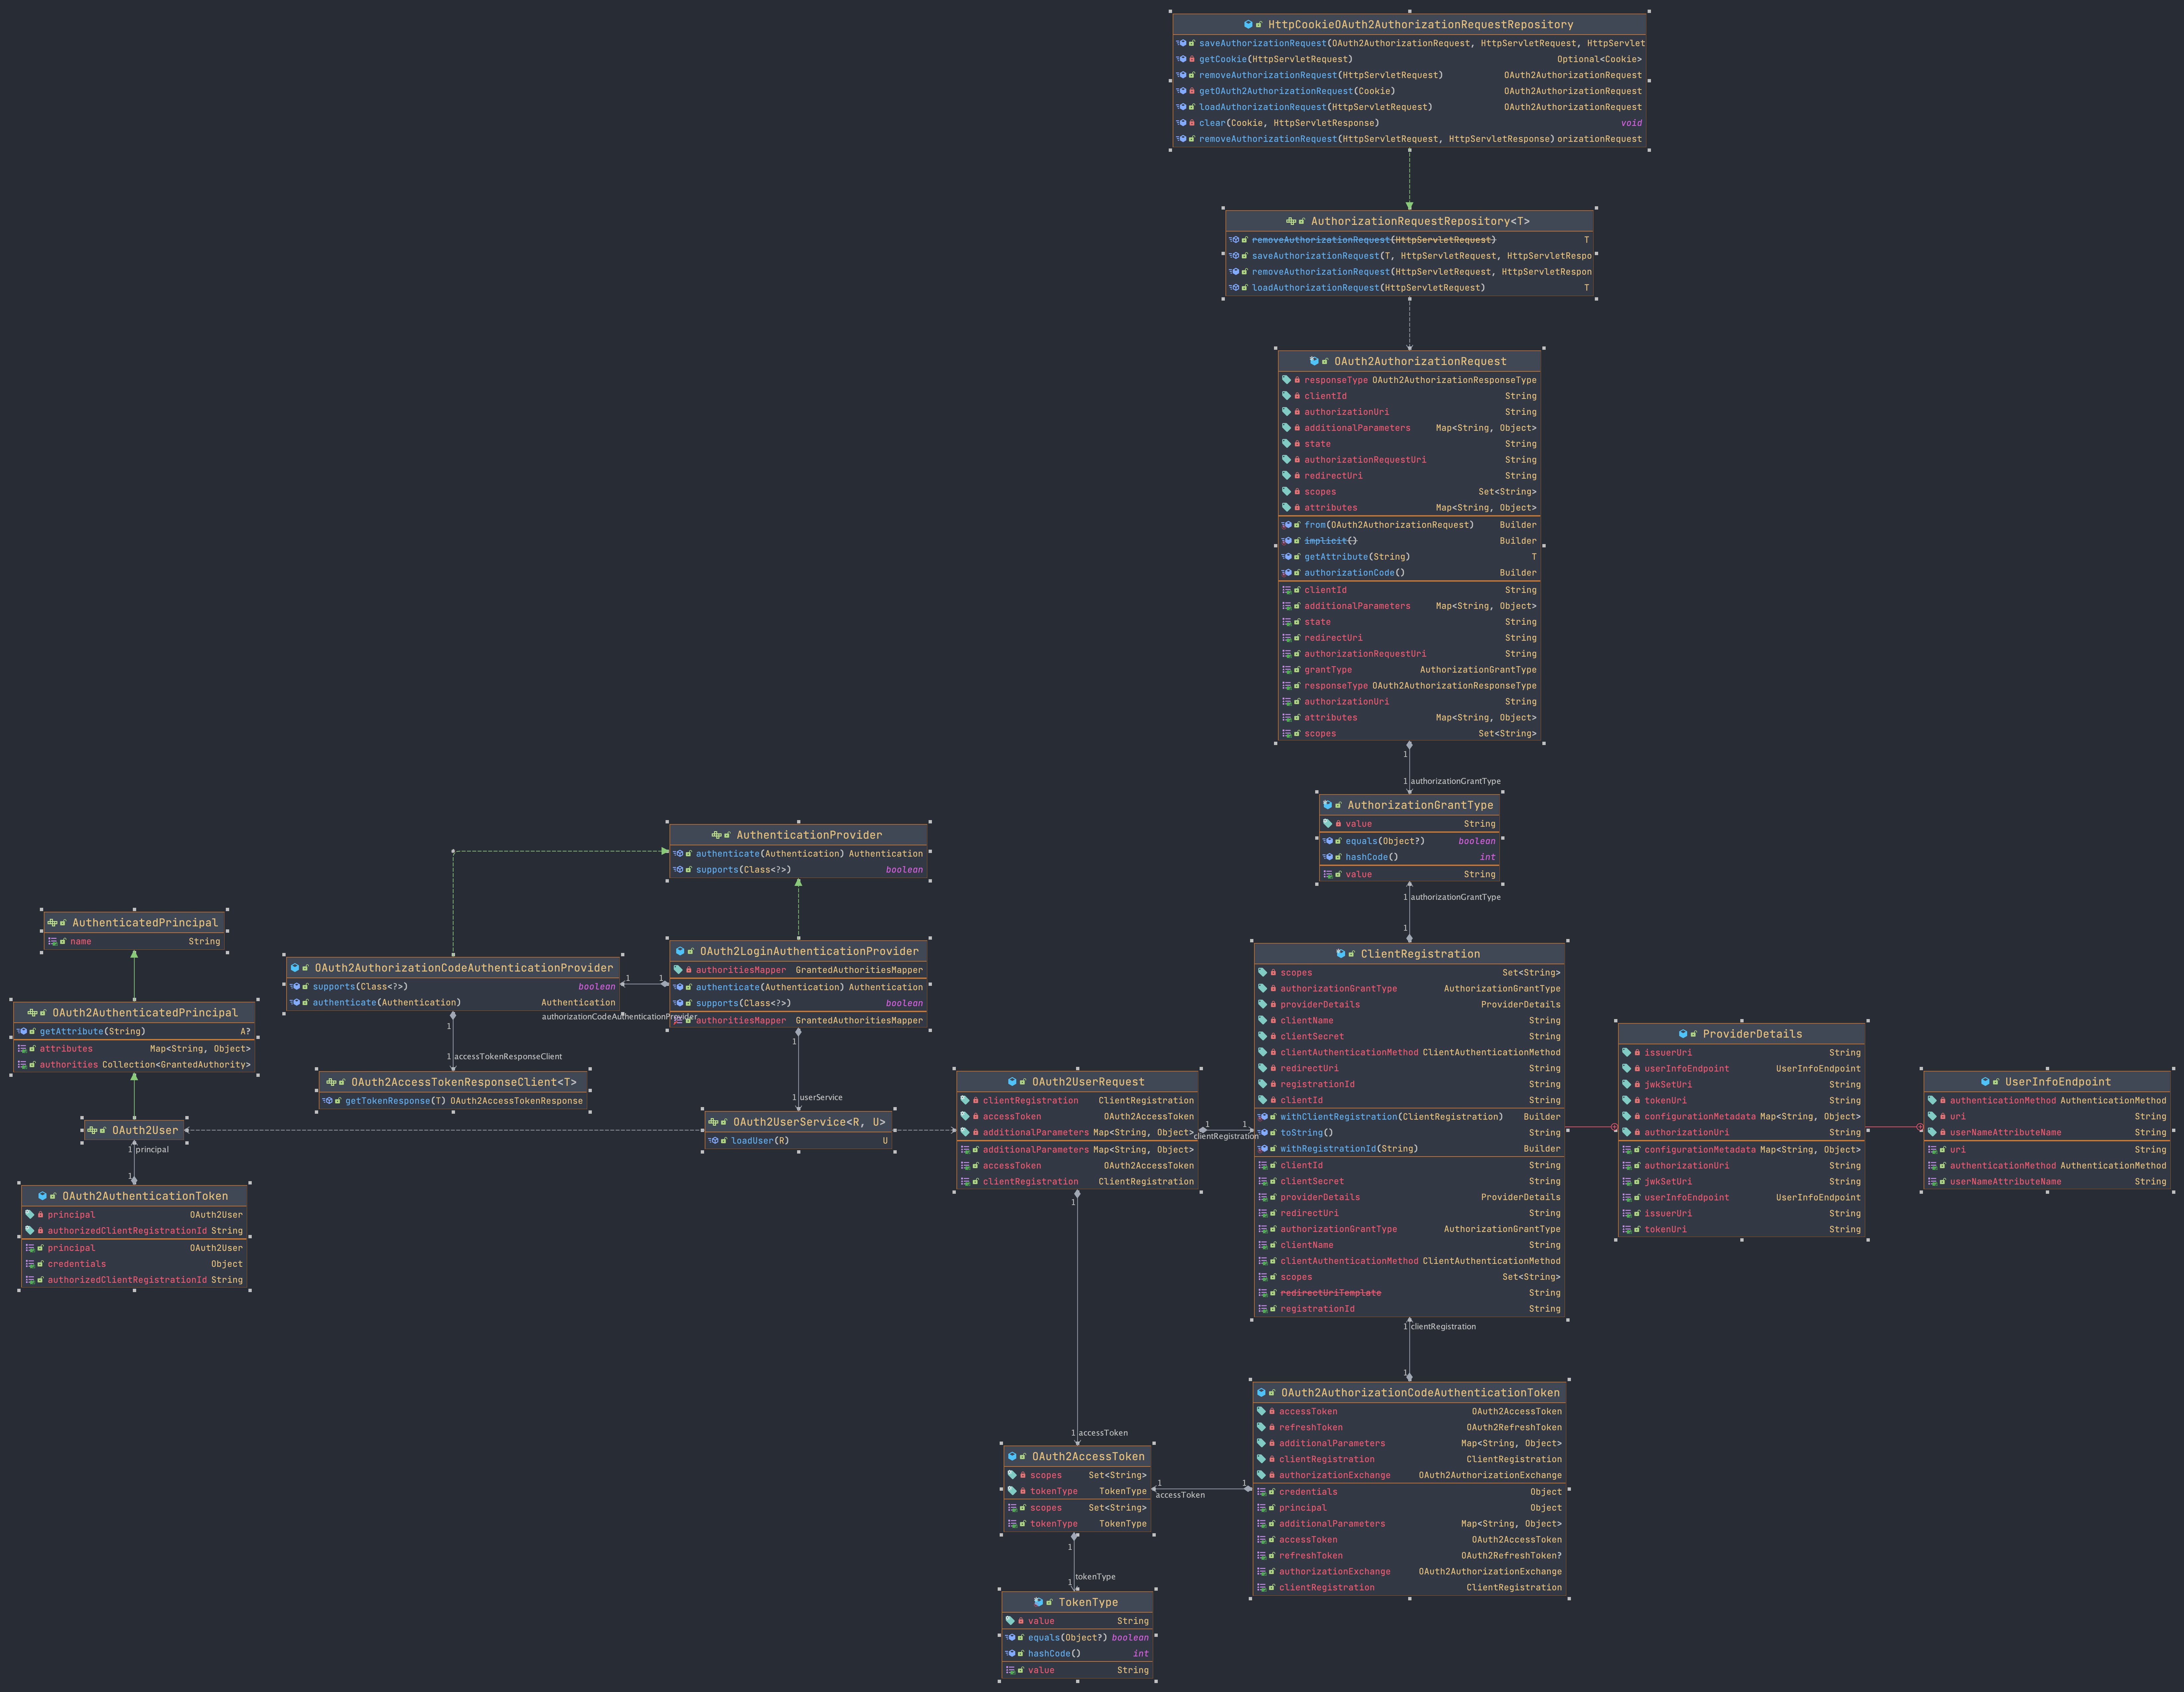 HttpCookieOAuth2AuthorizationRequestRepository
saveAuthorizationRequest(OAuth2AuthorizationRequest, HttpServletRequest, HttpServlet
getCookie(HttpServletRequest) Optional<Cookie>
removeAuthorizationRequest(HttpServletRequest) OAuth2AuthorizationRequest
getOAuth2AuthorizationRequest(Cookie) OAuth2AuthorizationRequest
loadAuthorizationRequest(HttpServletRequest) OAuth2AuthorizationRequest
clear(Cookie, HttpServletResponse) void
removeAuthorizationRequest(HttpServletRequest, HttpServletResponse) orizationRequest
AuthorizationRequestRepository<T>
removeAuthorizationRequest(HttpServletRequest) T
saveAuthorizationRequest(T, HttpServletRequest, HttpServletRespo
removeAuthorizationRequest(HttpServletRequest, HttpServletRespon
loadAuthorizationRequest(HttpServletRequest) T
OAuth2AuthorizationRequest
responseType OAuth2AuthorizationResponseType
clientId String
authorizationUri String
additionalParameters Map<String, Object>
state String
authorizationRequestUri String
redirectUri String
scopes Set<String>
attributes Map<String, Object>
from(OAuth2AuthorizationRequest) Builder
implicit() Builder
getAttribute(String) T
authorizationCode() Builder
clientId String
additionalParameters Map<String, Object>
state String
redirectUri String
authorizationRequestUri String
grantType AuthorizationGrantType
responseType OAuth2AuthorizationResponseType
authorizationUri String
attributes Map<String, Object>
scopes Set<String>
1
1 authorizationGrantType
AuthorizationGrantType
value String
equals(Object?) boolean
hashCode() int
value String
1 authorizationGrantType
1
AuthenticationProvider
authenticate(Authentication) Authentication
supports(Class<?>) boolean
AuthenticatedPrincipal
name String
OAuth2AuthorizationCodeAuthenticationProvider
supports(Class<?>) boolean
authenticate(Authentication) Authentication
1 1
authorizationCodeAuthenticationProvider
OAuth2LoginAuthenticationProvider
authoritiesMapper GrantedAuthoritiesMapper
authenticate(Authentication) Authentication
supports(Class<?>) boolean
authoritiesMapper GrantedAuthoritiesMapper
OAuth2AuthenticatedPrincipal
getAttribute(String) A?
attributes Map<String, Object>
authorities Collection<GrantedAuthority>
1
1 accessTokenResponseClient
OAuth2AccessTokenResponseClient<T>
getTokenResponse(T) OAuth2AccessTokenResponse
1
1 userService
OAuth2UserService<R, U>
loadUser(R) U
OAuth2User
1 principal
1
OAuth2AuthenticationToken
principal OAuth2User
authorizedClientRegistrationId String
principal OAuth2User
credentials Object
authorizedClientRegistrationId String
OAuth2UserRequest
clientRegistration ClientRegistration
accessToken OAuth2AccessToken
additionalParameters Map<String, Object>
additionalParameters Map<String, Object>
accessToken OAuth2AccessToken
clientRegistration ClientRegistration
1 1
clientRegistration
ClientRegistration
scopes Set<String>
authorizationGrantType AuthorizationGrantType
providerDetails ProviderDetails
clientName String
clientSecret String
clientAuthenticationMethod ClientAuthenticationMethod
redirectUri String
registrationId String
clientId String
withClientRegistration(ClientRegistration) Builder
toString() String
withRegistrationId(String) Builder
clientId String
clientSecret String
providerDetails ProviderDetails
redirectUri String
authorizationGrantType AuthorizationGrantType
clientName String
clientAuthenticationMethod ClientAuthenticationMethod
scopes Set<String>
redirectUriTemplate String
registrationId String
ProviderDetails
issuerUri String
userInfoEndpoint UserInfoEndpoint
jwkSetUri String
tokenUri String
configurationMetadata Map<String, Object>
authorizationUri String
configurationMetadata Map<String, Object>
authorizationUri String
jwkSetUri String
userInfoEndpoint UserInfoEndpoint
issuerUri String
tokenUri String
UserInfoEndpoint
authenticationMethod AuthenticationMethod
uri String
userNameAttributeName String
uri String
authenticationMethod AuthenticationMethod
userNameAttributeName String
1 clientRegistration
1
1
1 accessToken
OAuth2AccessToken
scopes Set<String>
tokenType TokenType
scopes Set<String>
tokenType TokenType
1 1
accessToken
OAuth2AuthorizationCodeAuthenticationToken
accessToken OAuth2AccessToken
refreshToken OAuth2RefreshToken
additionalParameters Map<String, Object>
clientRegistration ClientRegistration
authorizationExchange OAuth2AuthorizationExchange
credentials Object
principal Object
additionalParameters Map<String, Object>
accessToken OAuth2AccessToken
refreshToken OAuth2RefreshToken?
authorizationExchange OAuth2AuthorizationExchange
clientRegistration ClientRegistration
1
1 tokenType
TokenType
value String
equals(Object?) boolean
hashCode() int
value String